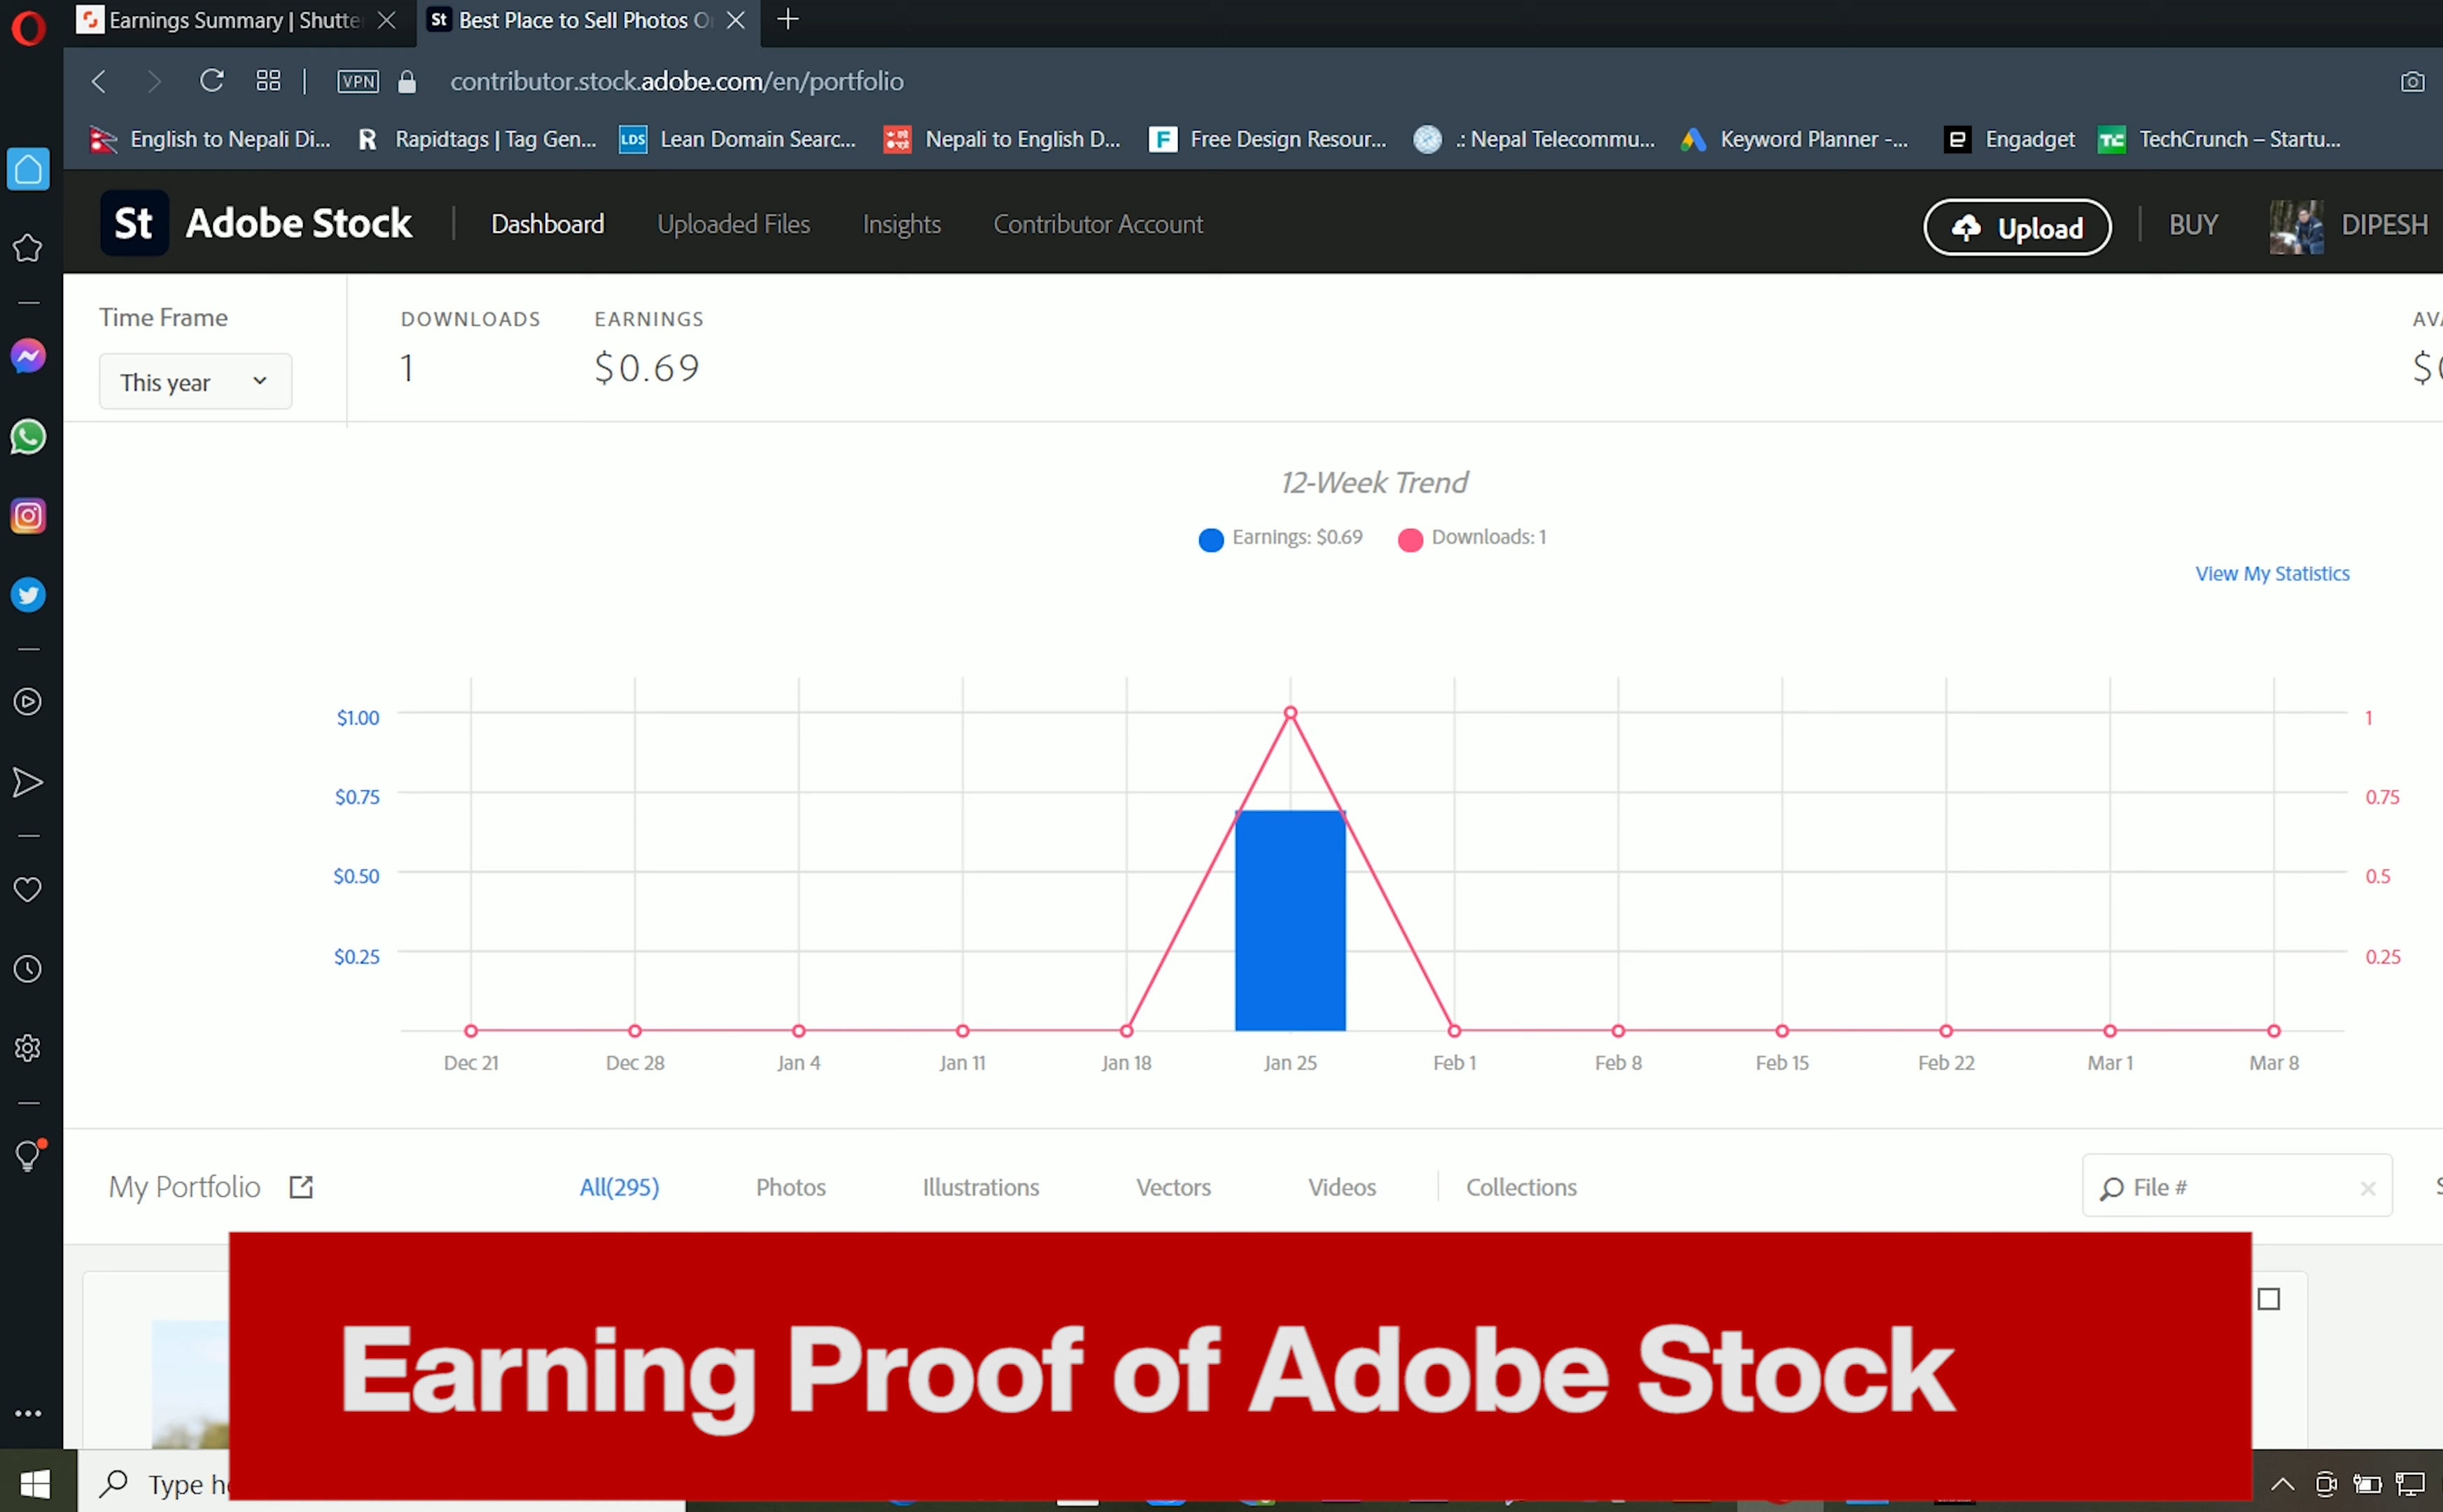 Earnings Summary | Shutte
St Best Place to Sell Photos O
VPN contributor.stock.adobe.com/en/portfolio
English to Nepali Di... R Rapidtags | Tag Gen... LDS Lean Domain Searc... Nepali to English D... F Free Design Resour... .: Nepal Telecommu... Keyword Planner -... Engadget TC TechCrunch – Startu...
St Adobe Stock Dashboard Uploaded Files Insights Contributor Account Upload BUY DIPESH
Time Frame DOWNLOADS EARNINGS
This year 1 $0.69
12-Week Trend
Earnings: $0.69 Downloads: 1
View My Statistics
$1.00 1
$0.75 0.75
$0.50 0.5
$0.25 0.25
Dec 21 Dec 28 Jan 4 Jan 11 Jan 18 Jan 25 Feb 1 Feb 8 Feb 15 Feb 22 Mar 1 Mar 8
My Portfolio All(295) Photos Illustrations Vectors Videos Collections File #
Earning Proof of Adobe Stock
Type